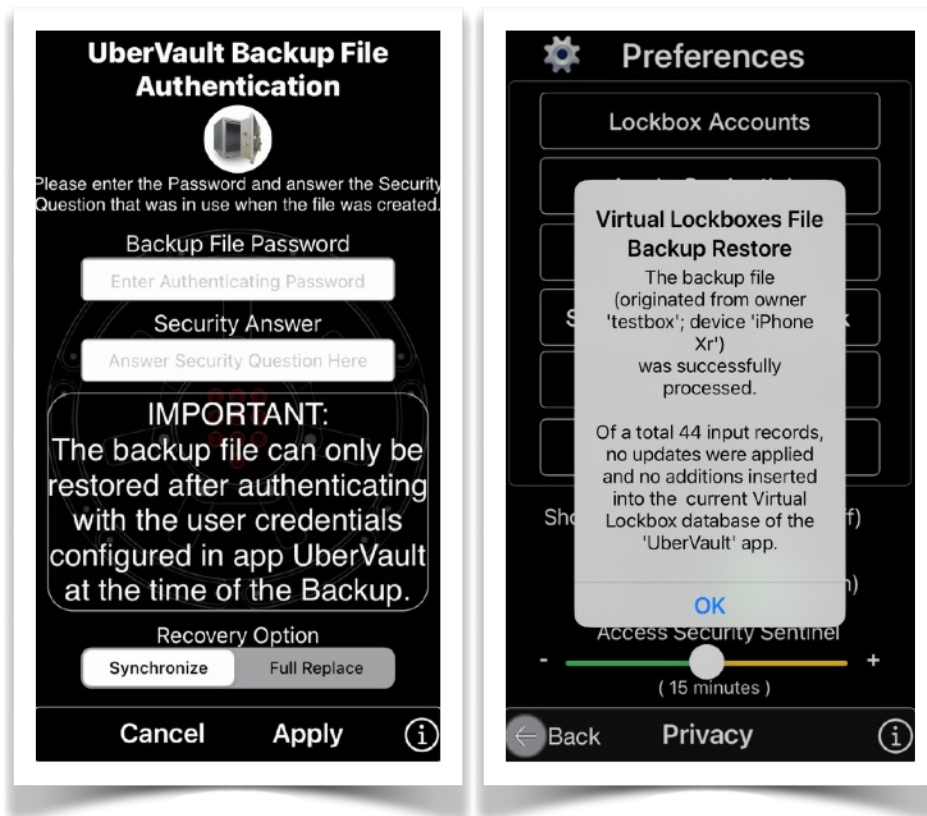 UberVault Backup File
Authentication
Please enter the Password and answer the Security
Question that was in use when the file was created.
Backup File Password
Enter Authenticating Password
Security Answer
Answer Security Question Here
IMPORTANT:
The backup file can only be
restored after authenticating
with the user credentials
configured in app UberVault
at the time of the Backup.
Recovery Option
Synchronize Full Replace
Cancel Apply i
Preferences
Lockbox Accounts
Virtual Lockboxes File
Backup Restore
The backup file
(originated from owner
'testbox'; device 'iPhone
Xr')
was successfully
processed.
Of a total 44 input records,
no updates were applied
and no additions inserted
into the current Virtual
Lockbox database of the
'UberVault' app.
OK
Access Security Sentinel
- +
( 15 minutes )
Back Privacy i